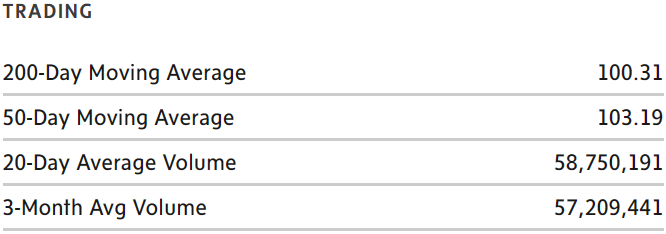 TRADING
200-Day Moving Average 100.31
50-Day Moving Average 103.19
20-Day Average Volume 58,750,191
3-Month Avg Volume 57,209,441